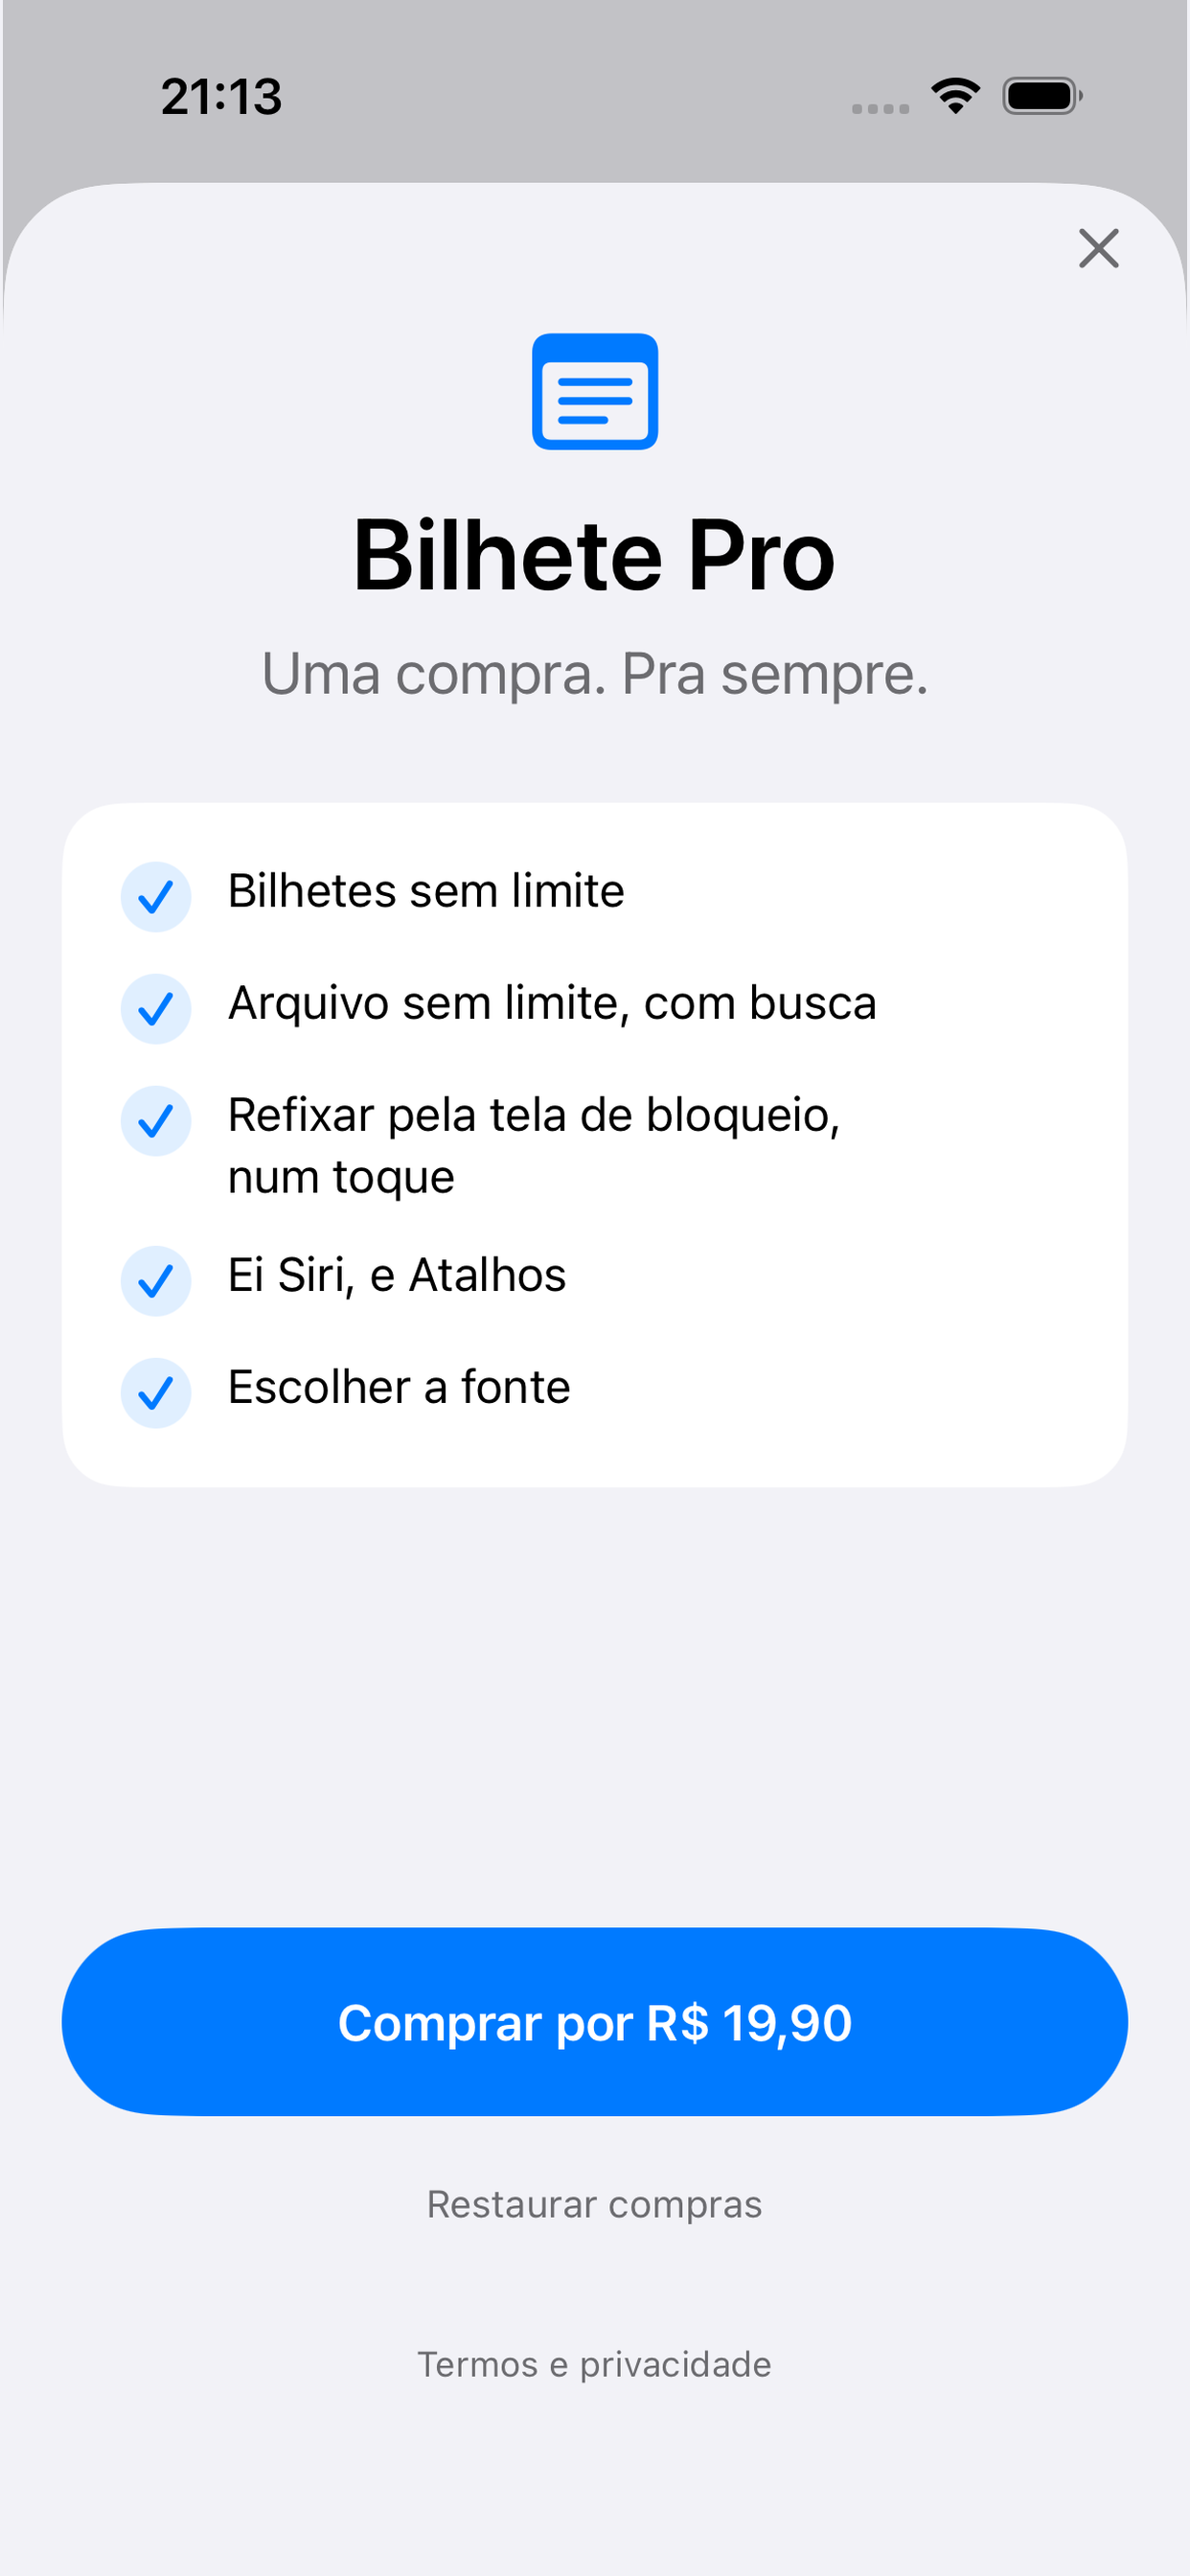 21:13
Bilhete Pro
Uma compra. Pra sempre.
Bilhetes sem limite
Arquivo sem limite, com busca
Refixar pela tela de bloqueio,
num toque
Ei Siri, e Atalhos
Escolher a fonte
Comprar por R$ 19,90
Restaurar compras
Termos e privacidade